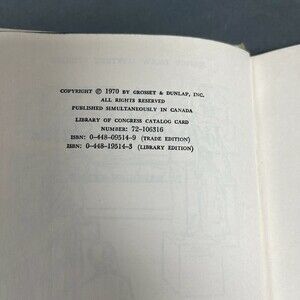 COPYRIGHT © 1970 BY GROSSET & DUNLAP, INC.
ALL RIGHTS RESERVED
PUBLISHED SIMULTANEOUSLY IN CANADA
LIBRARY OF CONGRESS CATALOG CARD
NUMBER: 72-106316
ISBN: 0-448-09514-9 (TRADE EDITION)
ISBN: 0-448-19514-3 (LIBRARY EDITION)